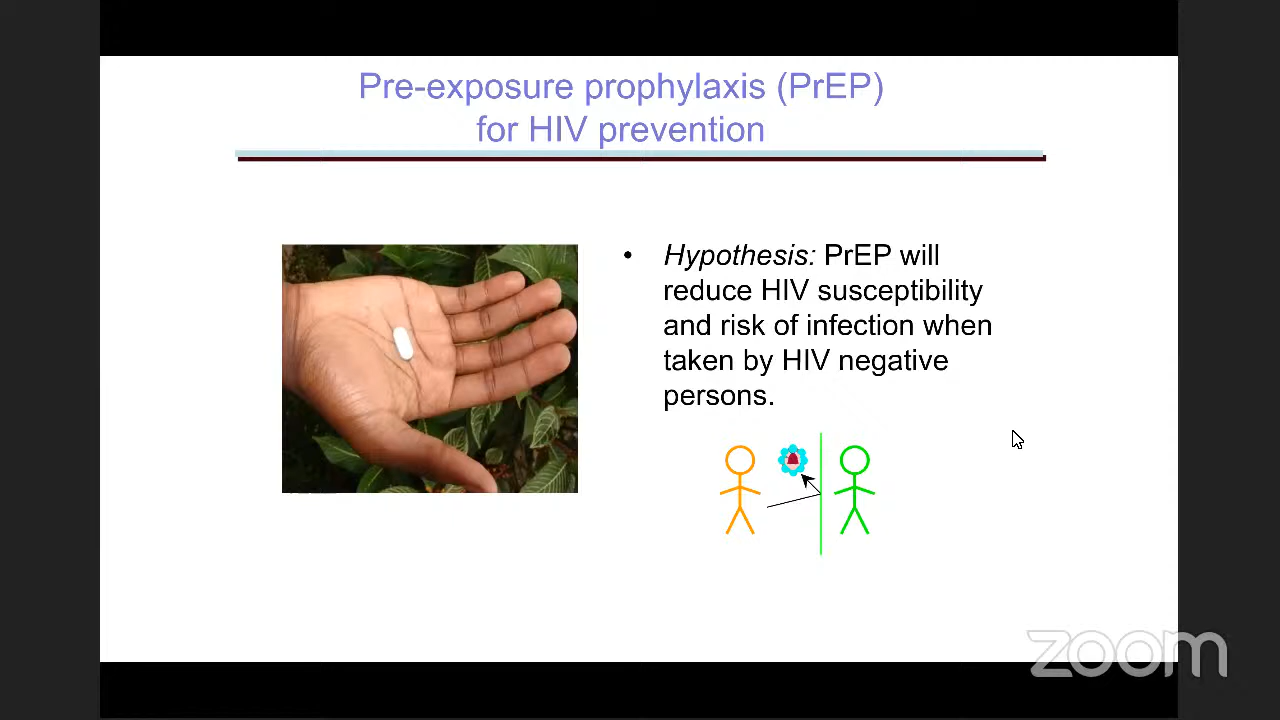 Pre-exposure prophylaxis (PrEP)
for HIV prevention
• Hypothesis: PrEP will
reduce HIV susceptibility
and risk of infection when
taken by HIV negative
persons.
zoom